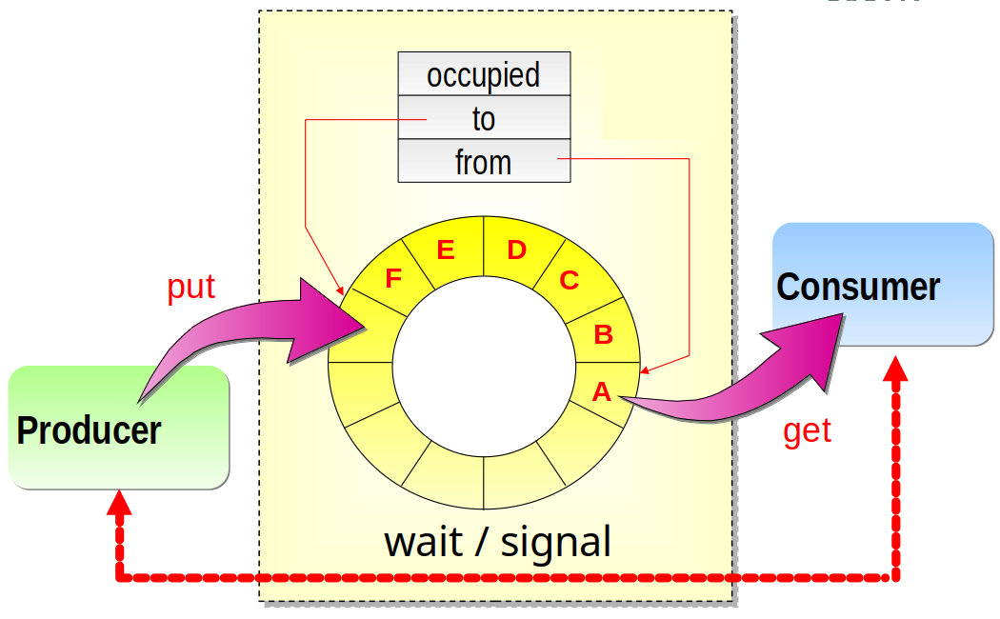 occupied
to
from
E
D
F
C
put
Consumer
B
A
Producer
get
wait / signal